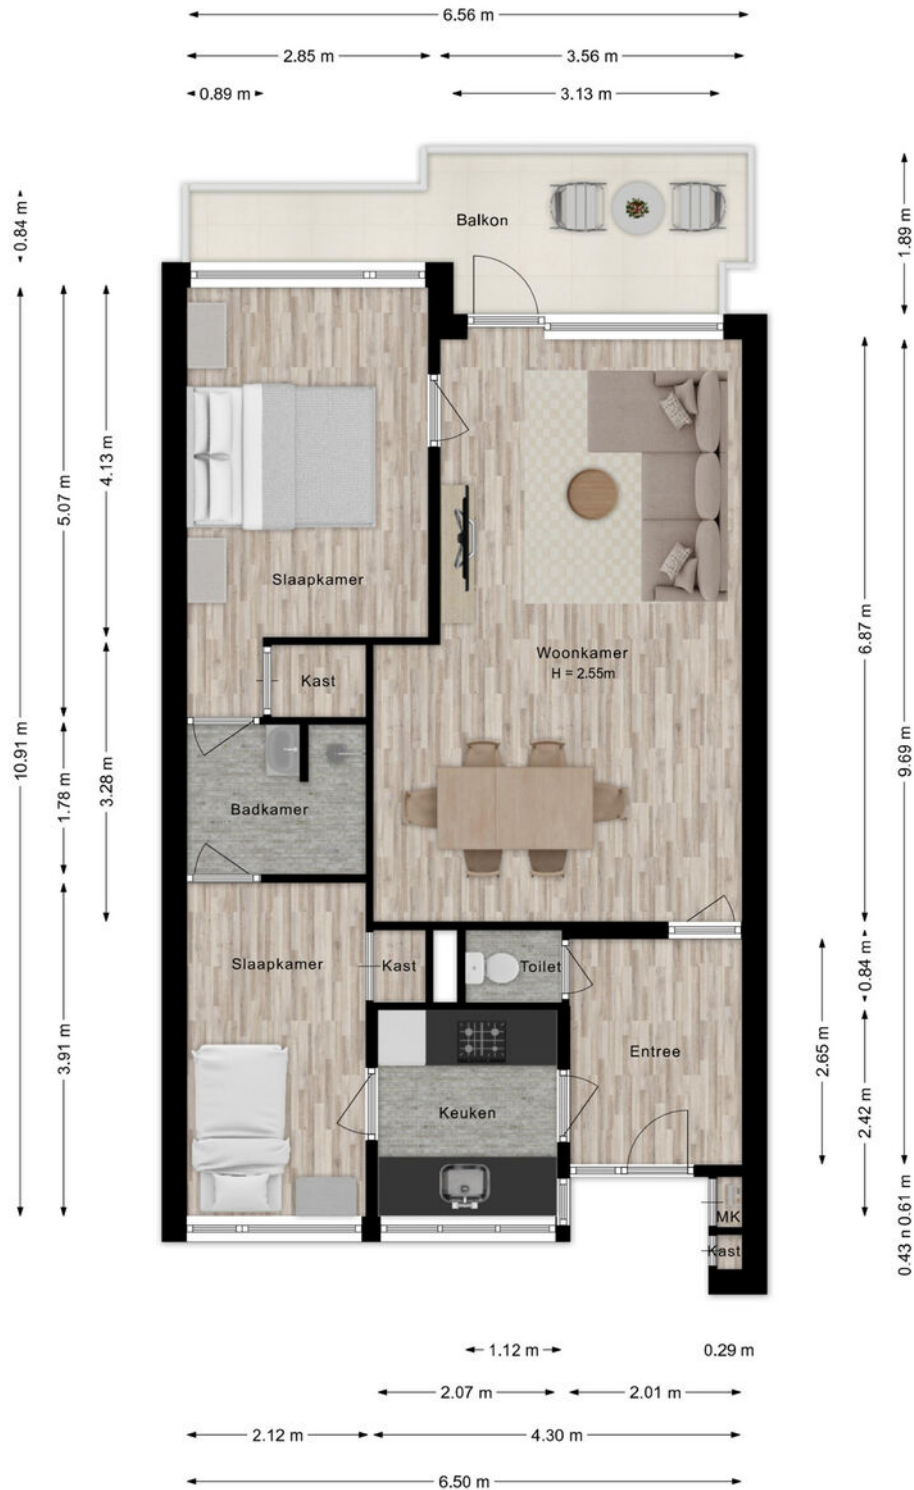 6.56 m
2.85 m
3.56 m
0.89 m
3.13 m
0.84 m
1.89 m
Balkon
5.07 m
4.13 m
Slaapkamer
Woonkamer
H = 2.55m
6.87 m
Kast
10.91 m
1.78 m
3.28 m
9.69 m
Badkamer
Slaapkamer
Kast
Toilet
0.84 m
Entree
2.65 m
3.91 m
2.42 m
Keuken
MK
0.61 m
Kast
0.43 n
1.12 m
0.29 m
2.07 m
2.01 m
2.12 m
4.30 m
6.50 m